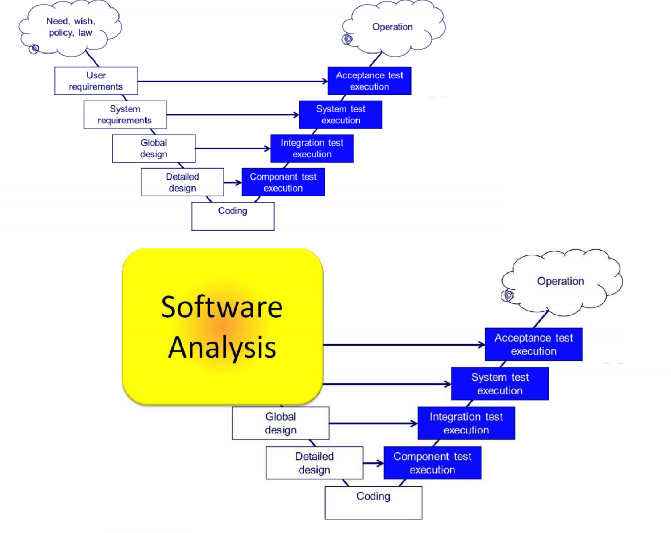 Need, wish,
policy, law
Operation
User
requirements
Acceptance test
execution
System
requirements
System test
execution
Global
design
Integration test
execution
Detailed
design
Component test
execution
Coding
Software
Analysis
Operation
Acceptance test
execution
System test
execution
Global
design
Integration test
execution
Detailed
design
Component test
execution
Coding